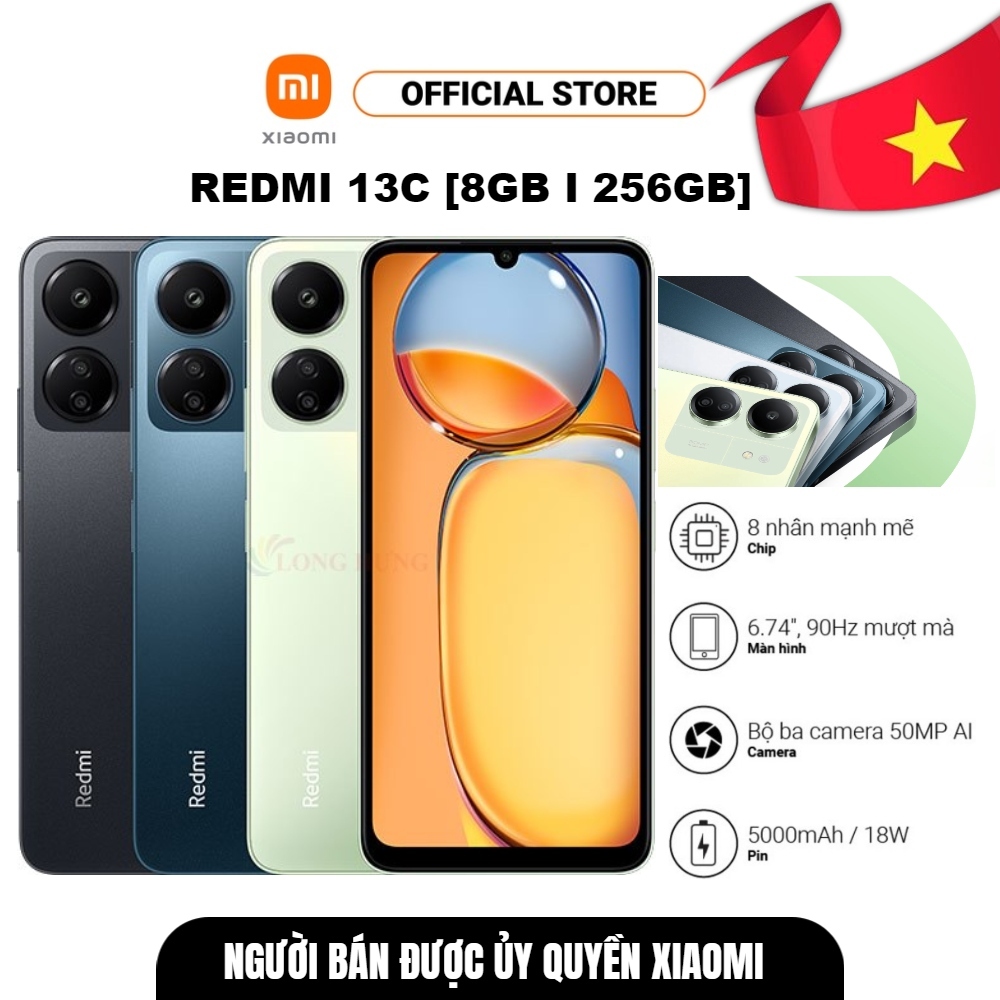 mi
xiaomi
OFFICIAL STORE
REDMI 13C [8GB I 256GB]
LONG HƯNG
Redmi
Redmi
Redmi
8 nhân mạnh mẽ
Chip
6.74", 90Hz mượt mà
Màn hình
Bộ ba camera 50MP AI
Camera
5000mAh / 18W
Pin
NGƯỜI BÁN ĐƯỢC ỦY QUYỀN XIAOMI